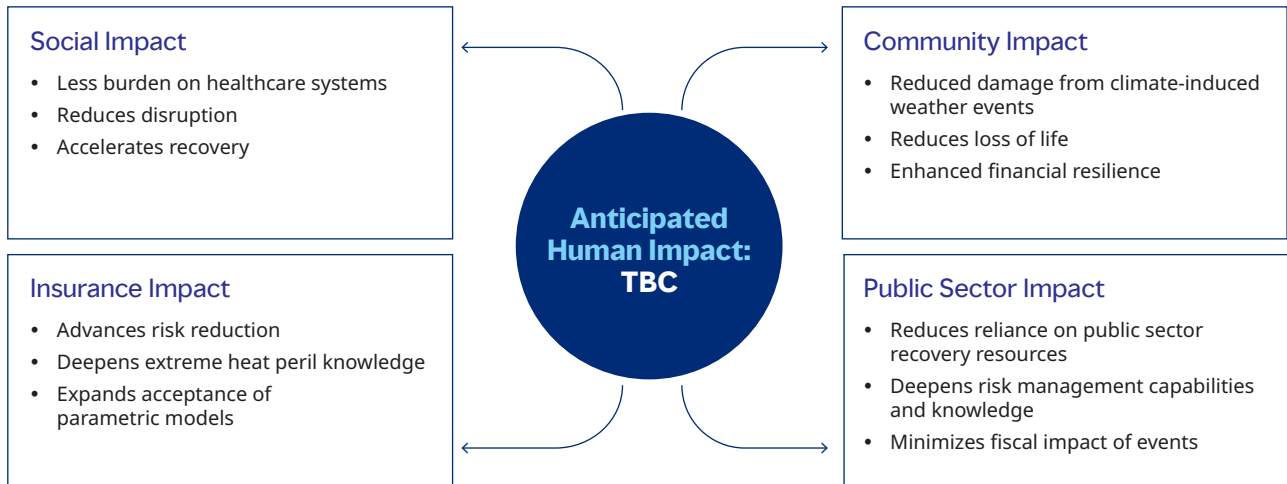 Social Impact
• Less burden on healthcare systems
• Reduces disruption
• Accelerates recovery
Community Impact
• Reduced damage from climate-induced
weather events
• Reduces loss of life
• Enhanced financial resilience
Anticipated
Human Impact:
TBC
Insurance Impact
• Advances risk reduction
• Deepens extreme heat peril knowledge
• Expands acceptance of
parametric models
Public Sector Impact
• Reduces reliance on public sector
recovery resources
• Deepens risk management capabilities
and knowledge
• Minimizes fiscal impact of events